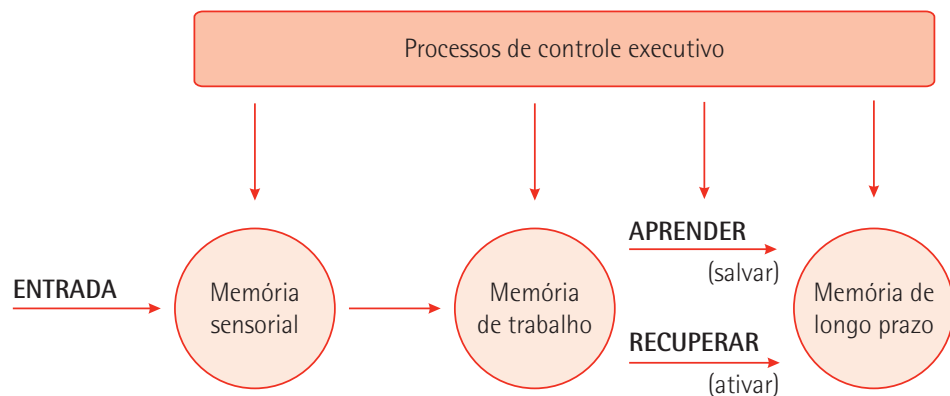 Processos de controle executivo
APRENDER
(salvar)
ENTRADA
Memória
sensorial
Memória
de trabalho
Memória de
longo prazo
RECUPERAR
(ativar)